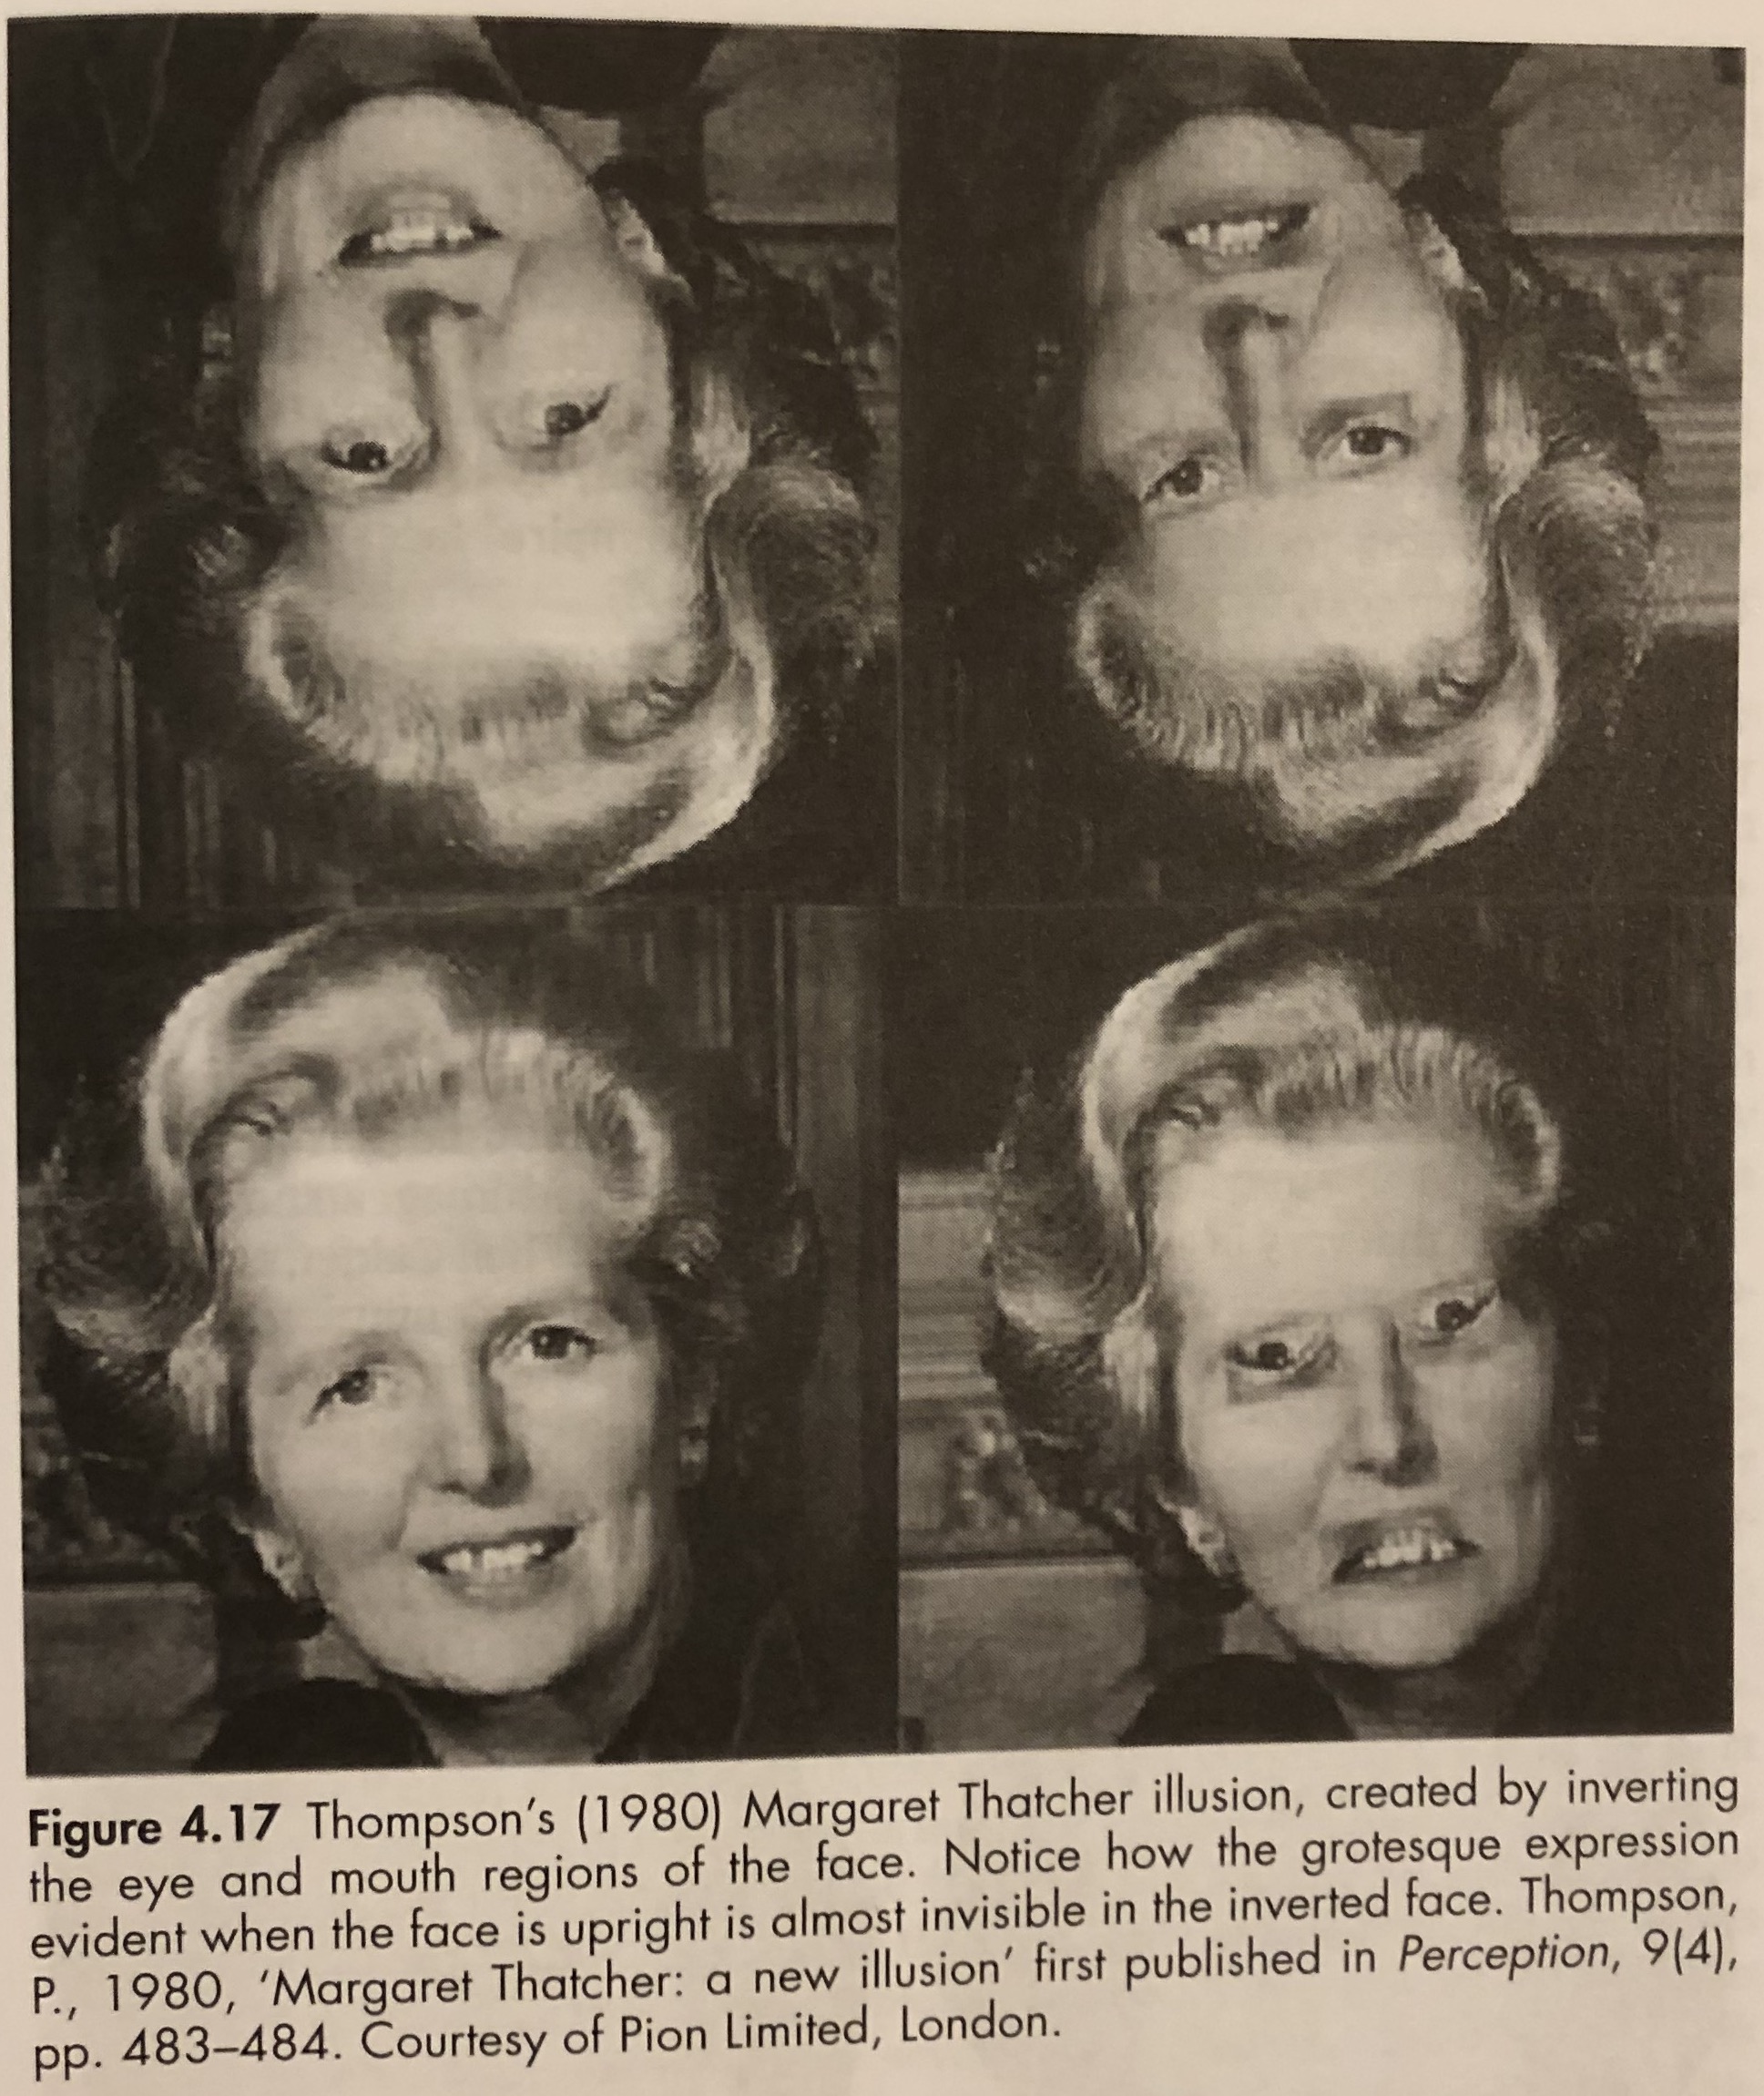 Figure 4.17 Thompson's (1980) Margaret Thatcher illusion, created by inverting
the eye and mouth regions of the face. Notice how the grotesque expression
evident when the face is upright is almost invisible in the inverted face. Thompson,
P., 1980, 'Margaret Thatcher: a new illusion' first published in Perception, 9(4),
pp. 483–484. Courtesy of Pion Limited, London.